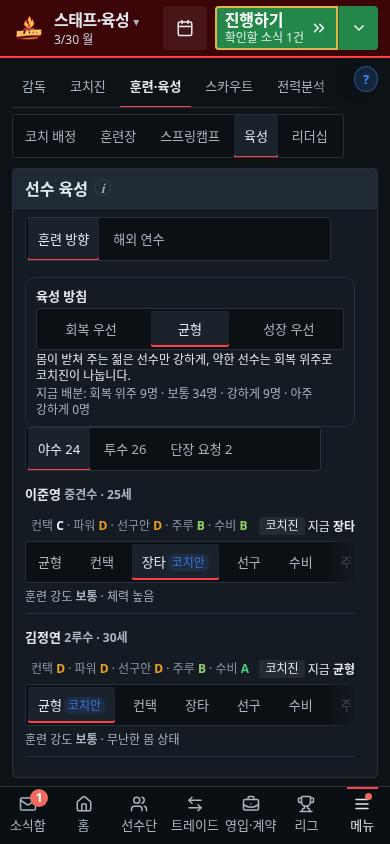 스태프·육성 ▾
3/30 월
진행하기
확인할 소식 1건
감독 코치진 훈련·육성 스카우트 전력분석
?
코치 배정 훈련장 스프링캠프 육성 리더십
선수 육성 i
훈련 방향 해외 연수
육성 방침
회복 우선 균형 성장 우선
몸이 받쳐 주는 젊은 선수만 강하게, 약한 선수는 회복 위주로
코치진이 나눕니다.
지금 배분: 회복 위주 9명 · 보통 34명 · 강하게 9명 · 아주
강하게 0명
야수 24 투수 26 단장 요청 2
이준영 중견수 · 25세
컨택 C · 파워 D · 선구안 D · 주루 B · 수비 B 코치진 지금 장타
균형 컨택 장타 코치안 선구 수비 주
훈련 강도 보통 · 체력 높음
김정연 2루수 · 30세
컨택 D · 파워 D · 선구안 D · 주루 B · 수비 A 코치진 지금 균형
균형 코치안 컨택 장타 선구 수비 주
훈련 강도 보통 · 무난한 몸 상태
1
소식함 홈 선수단 트레이드 영입·계약 리그 메뉴